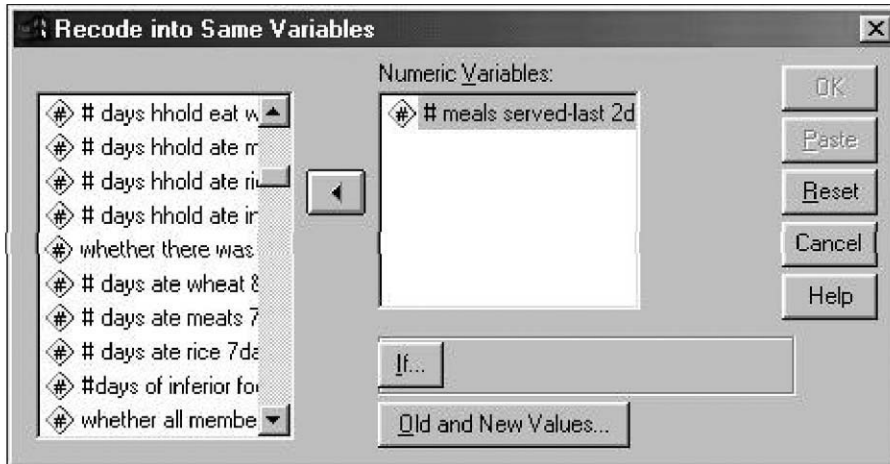 Recode into Same Variables
# days hhold eat w
# days hhold ate m
# days hhold ate ri
# days hhold ate in
whether there was
# days ate wheat &
# days ate meats 7
# days ate rice 7da
#days of inferior fo
whether all membe
Numeric Variables:
# meals served-last 2d
If...
Old and New Values...
OK
Paste
Reset
Cancel
Help